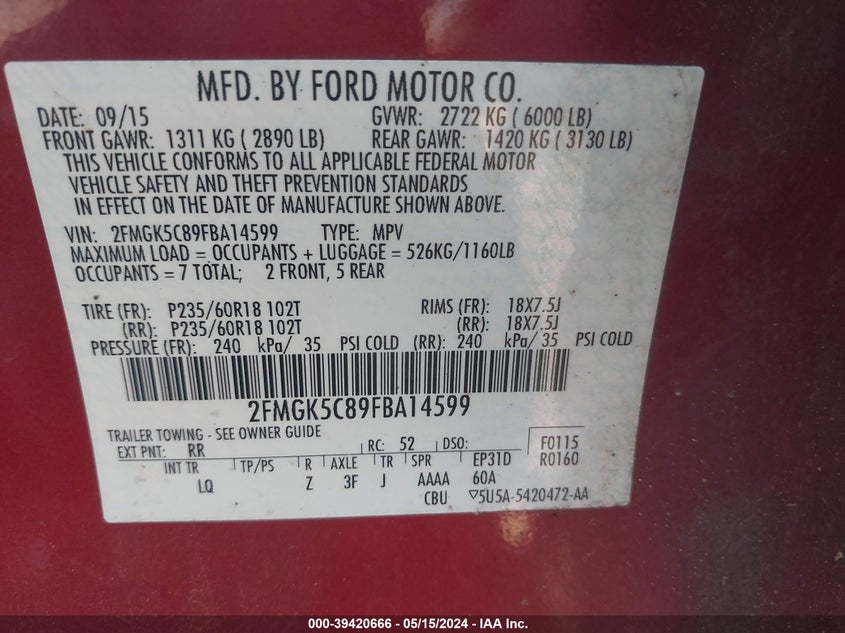 MFD. BY FORD MOTOR CO.
DATE: 09/15 GVWR: 2722 KG ( 6000 LB)
FRONT GAWR: 1311 KG ( 2890 LB) REAR GAWR: 1420 KG ( 3130 LB)
THIS VEHICLE CONFORMS TO ALL APPLICABLE FEDERAL MOTOR
VEHICLE SAFETY AND THEFT PREVENTION STANDARDS
IN EFFECT ON THE DATE OF MANUFACTURE SHOWN ABOVE.
VIN: 2FMGK5C89FBA14599 TYPE: MPV
MAXIMUM LOAD = OCCUPANTS + LUGGAGE = 526KG/1160LB
OCCUPANTS = 7 TOTAL; 2 FRONT, 5 REAR
TIRE (FR): P235/60R18 102T RIMS (FR): 18X7.5J
(RR): P235/60R18 102T (RR): 18X7.5J
PRESSURE (FR): 240 kPa/ 35 PSI COLD (RR): 240 kPa/ 35 PSI COLD
2FMGK5C89FBA14599
TRAILER TOWING - SEE OWNER GUIDE
EXT PNT: RR RC: 52 DSO: F0115
INT TR TP/PS R AXLE TR SPR EP31D R0160
LQ Z 3F J AAAA 60A
CBU ▽5U5A-5420472-AA
000-39420666 - 05/15/2024 - IAA Inc.